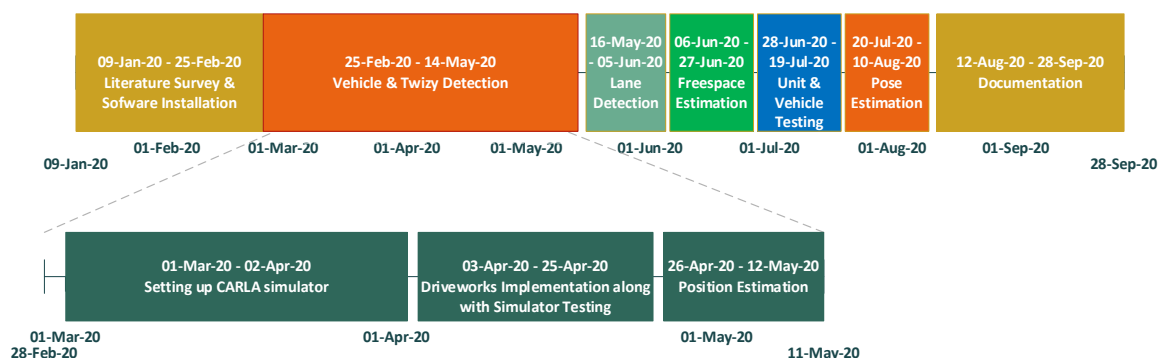 09-Jan-20 - 25-Feb-20
Literature Survey &
Sofware Installation
25-Feb-20 - 14-May-20
Vehicle & Twizy Detection
16-May-20
- 05-Jun-20
Lane
Detection
06-Jun-20 -
27-Jun-20
Freespace
Estimation
28-Jun-20 -
19-Jul-20
Unit &
Vehicle
Testing
20-Jul-20 -
10-Aug-20
Pose
Estimation
12-Aug-20 - 28-Sep-20
Documentation
09-Jan-20
01-Feb-20
01-Mar-20
01-Apr-20
01-May-20
01-Jun-20
01-Jul-20
01-Aug-20
01-Sep-20
28-Sep-20
01-Mar-20 - 02-Apr-20
Setting up CARLA simulator
03-Apr-20 - 25-Apr-20
Driveworks Implementation along
with Simulator Testing
26-Apr-20 - 12-May-20
Position Estimation
01-Mar-20
28-Feb-20
01-Apr-20
01-May-20
11-May-20